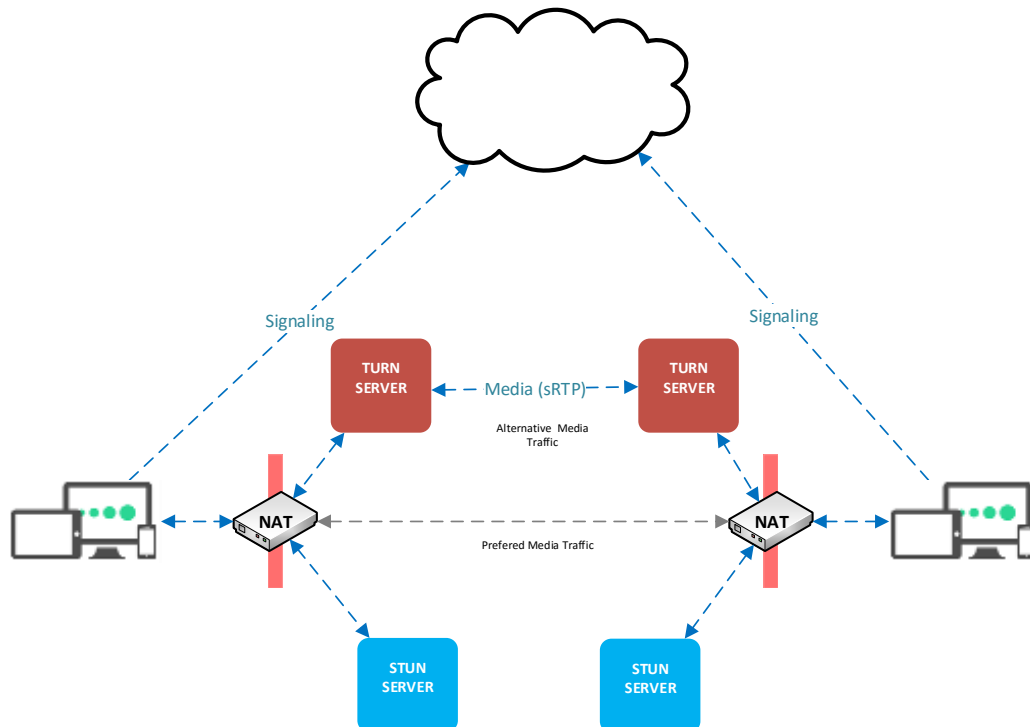 Signaling
Signaling
TURN
SERVER
TURN
SERVER
Media (sRTP)
Alternative Media
Traffic
NAT
NAT
Prefered Media Traffic
STUN
SERVER
STUN
SERVER